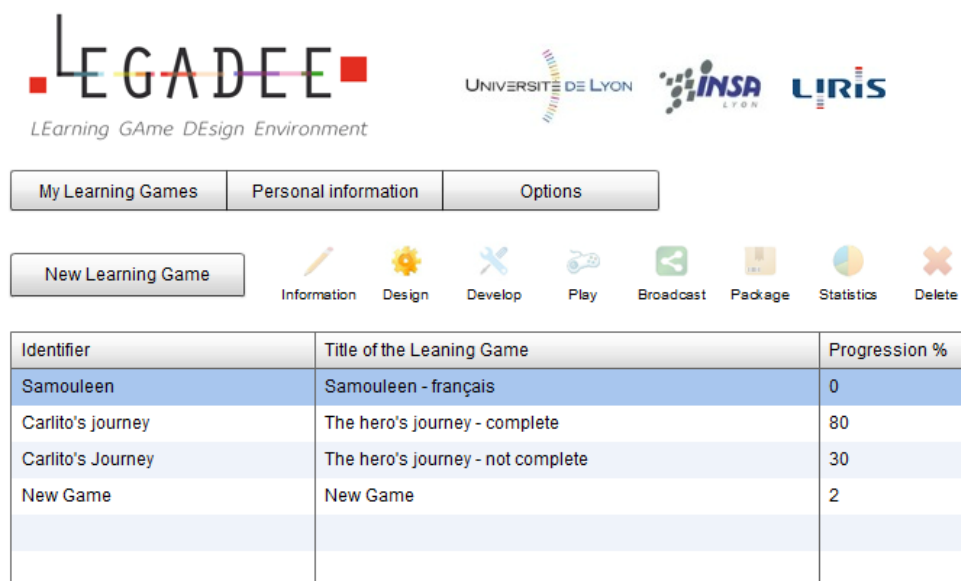 LEGADEE
LEarning GAme DEsign Environment
UNIVERSITÉ DE LYON
INSA
LYON
LIRIS
My Learning Games Personal information Options
New Learning Game
Information Design Develop Play Broadcast Package Statistics Delete
Identifier Title of the Leaning Game Progression %
Samouleen Samouleen - français 0
Carlito's journey The hero's journey - complete 80
Carlito's Journey The hero's journey - not complete 30
New Game New Game 2